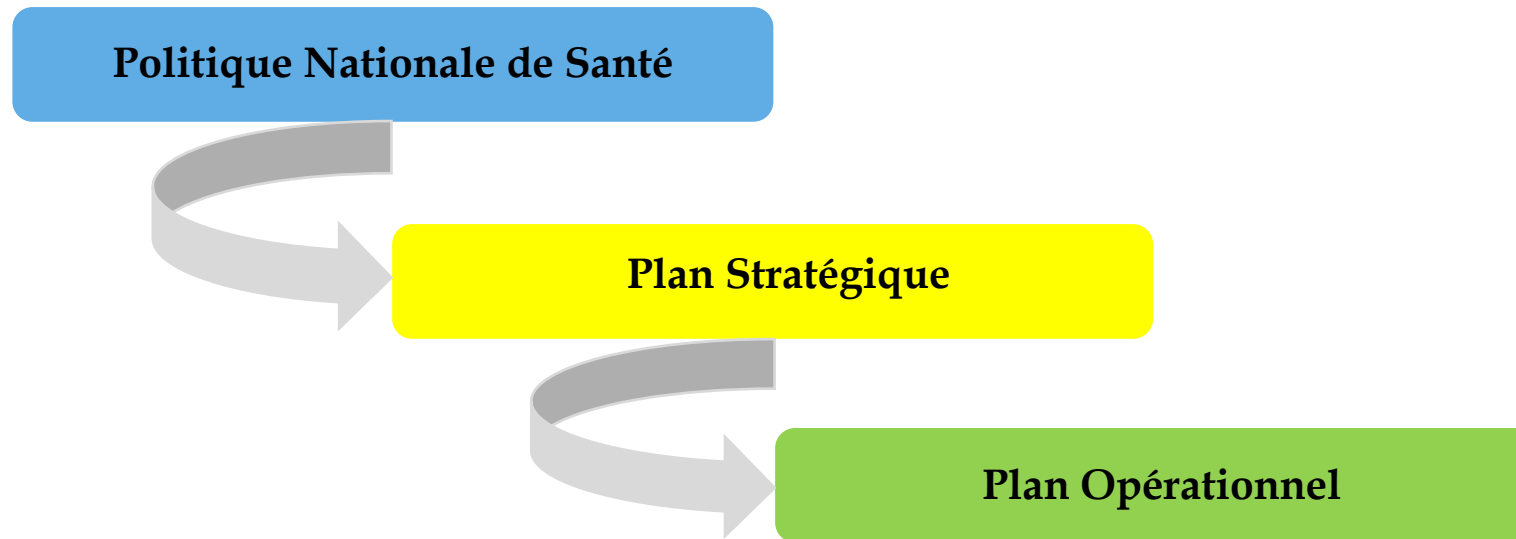 Politique Nationale de Santé
Plan Stratégique
Plan Opérationnel